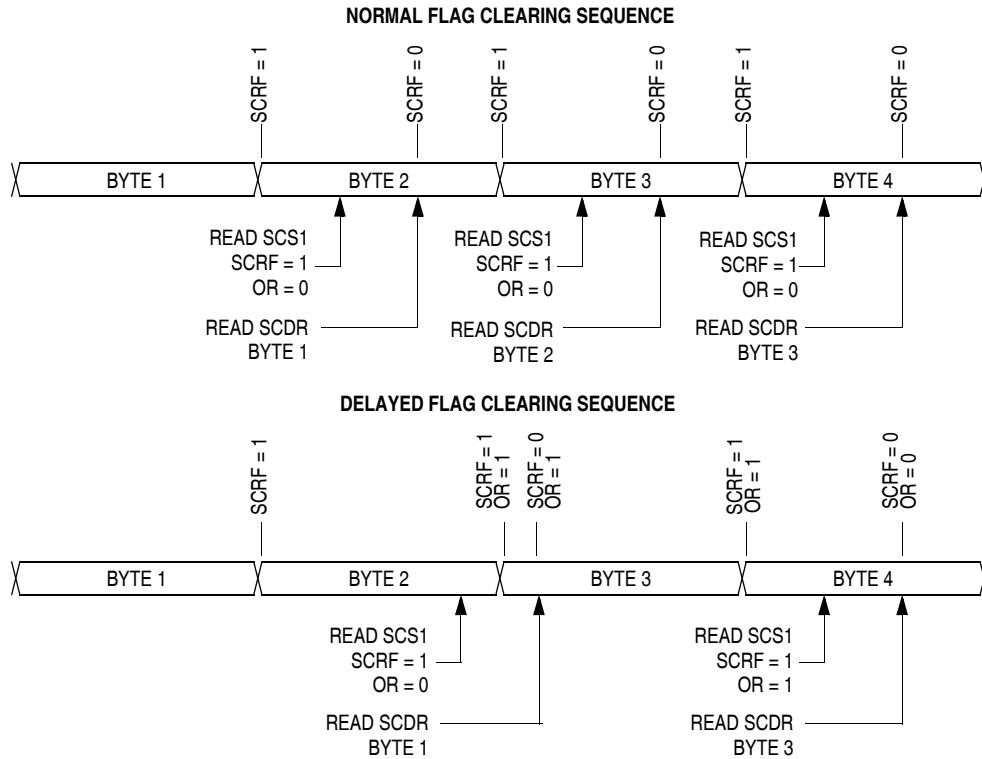 NORMAL FLAG CLEARING SEQUENCE
SCRF = 1
SCRF = 0
SCRF = 1
SCRF = 0
SCRF = 1
SCRF = 0
BYTE 1
BYTE 2
BYTE 3
BYTE 4
READ SCS1
SCRF = 1
OR = 0
READ SCS1
SCRF = 1
OR = 0
READ SCS1
SCRF = 1
OR = 0
READ SCDR
BYTE 1
READ SCDR
BYTE 2
READ SCDR
BYTE 3
DELAYED FLAG CLEARING SEQUENCE
SCRF = 1
SCRF = 1
OR = 1
SCRF = 0
OR = 1
SCRF = 1
OR = 1
SCRF = 0
OR = 0
BYTE 1
BYTE 2
BYTE 3
BYTE 4
READ SCS1
SCRF = 1
OR = 0
READ SCS1
SCRF = 1
OR = 1
READ SCDR
BYTE 1
READ SCDR
BYTE 3